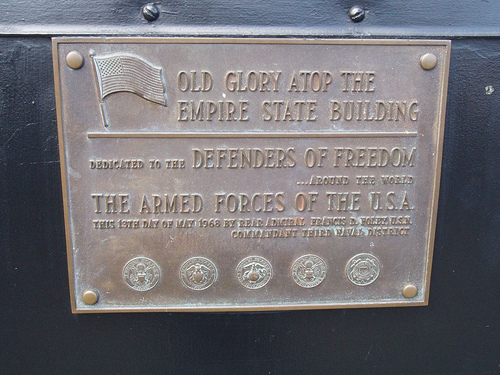 OLD GLORY ATOP THE
EMPIRE STATE BUILDING
DEDICATED TO THE DEFENDERS OF FREEDOM
...AROUND THE WORLD
THE ARMED FORCES OF THE U.S.A.
THIS 13TH DAY OF MAY 1968 BY REAR ADMIRAL FRANCIS D. FOLEY, U.S.N.
COMMANDANT THIRD NAVAL DISTRICT